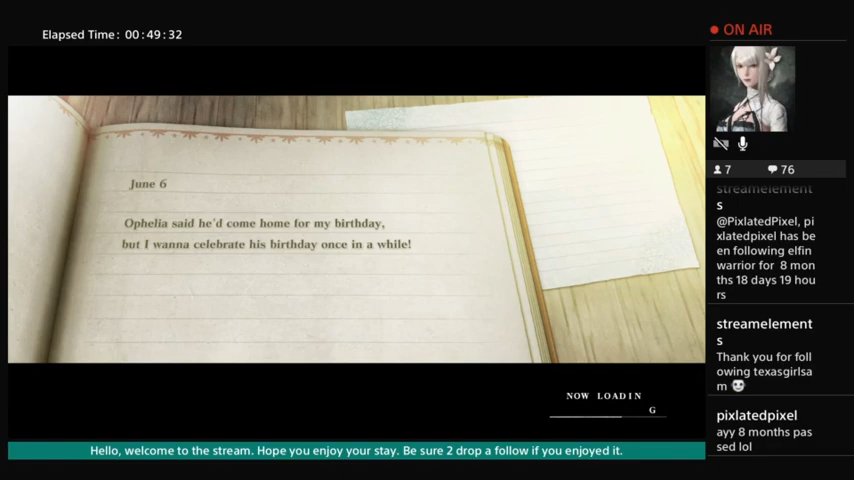 Elapsed Time: 00:49:32
ON AIR
7
76
June 6
Ophelia said he'd come home for my birthday,
but I wanna celebrate his birthday once in a while!
NOW LOADIN
G
Hello, welcome to the stream. Hope you enjoy your stay. Be sure 2 drop a follow if you enjoyed it.
streamelement
s
@PixlatedPixel, pi
xlatedpixel has be
en following elfin
warrior for 8 mon
ths 18 days 19 hou
rs
streamelement
s
Thank you for foll
owing texasgirlsa
m
pixlatedpixel
ayy 8 months pas
sed lol